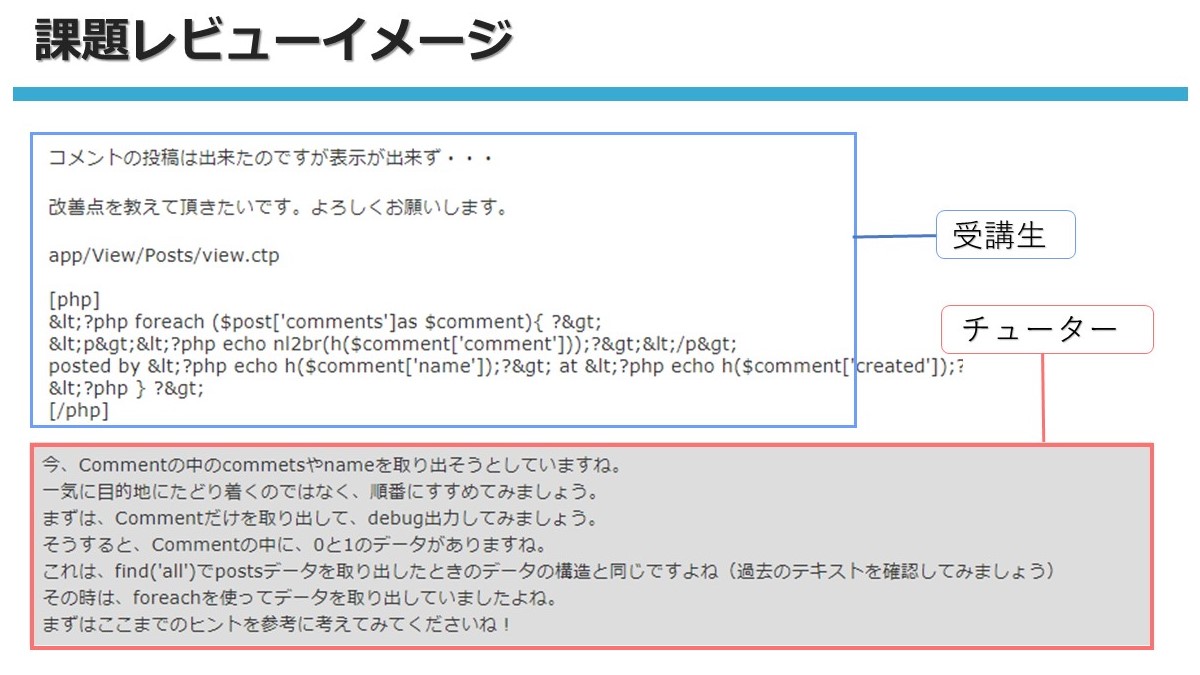 課題レビューイメージ
コメントの投稿は出来たのですが表示が出来ず・・・
改善点を教えて頂きたいです。よろしくお願いします。
app/View/Posts/view.ctp
[php]
&lt;?php foreach ($post['comments']as $comment){ ?&gt;
&lt;p&gt;&lt;?php echo nl2br(h($comment['comment']));?&gt;&lt;/p&gt;
posted by &lt;?php echo h($comment['name']);?&gt; at &lt;?php echo h($comment['created']);?
&lt;?php } ?&gt;
[/php]
受講生
チューター
今、Commentの中のcommetsやnameを取り出そうとしていますね。
一気に目的地にたどり着くのではなく、順番にすすめてみましょう。
まずは、Commentだけを取り出して、debug出力してみましょう。
そうすると、Commentの中に、0と1のデータがありますね。
これは、find('all')でpostsデータを取り出したときのデータの構造と同じですよね（過去のテキストを確認してみましょう）
その時は、foreachを使ってデータを取り出していましたよね。
まずはここまでのヒントを参考に考えてみてくださいね！